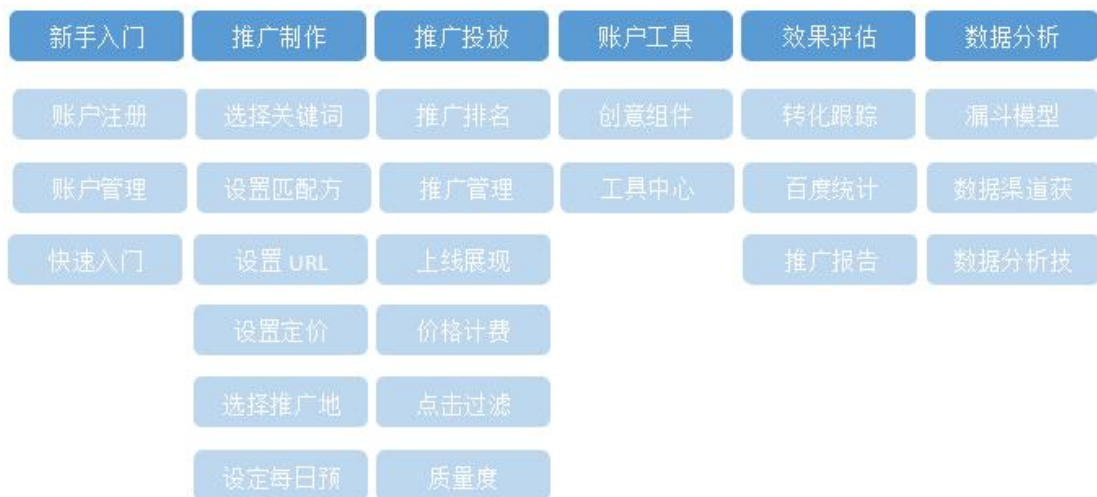 新手入门 推广制作 推广投放 账户工具 效果评估 数据分析
账户注册 选择关键词 推广排名 创意组件 转化跟踪 漏斗模型
账户管理 设置匹配方 推广管理 工具中心 百度统计 数据渠道获
快速入门 设置 URL 上线展现 推广报告 数据分析技
设置定价 价格计费
选择推广地 点击过滤
设定每日预 质量度